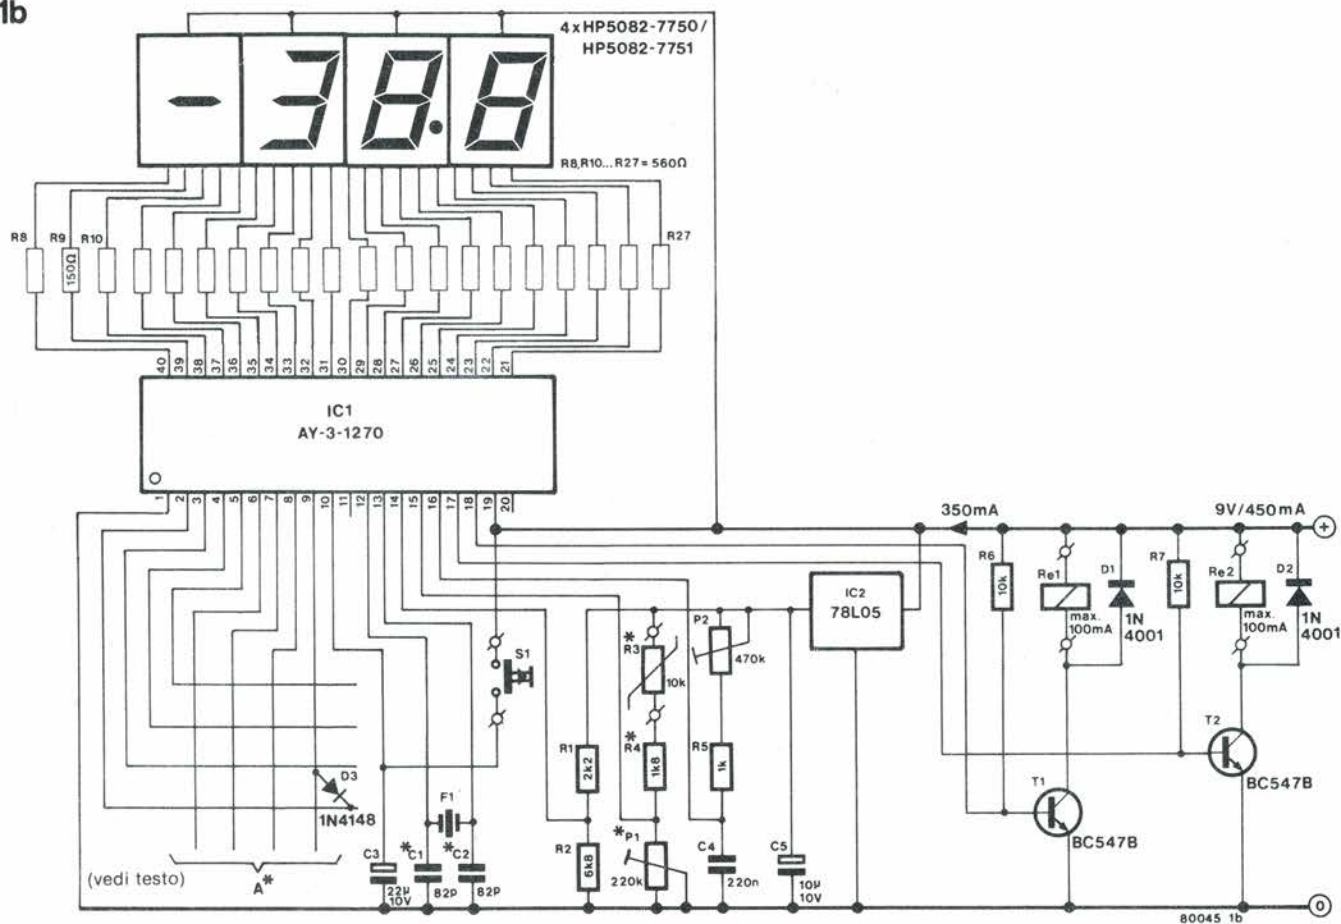 1b
4xHP5082-7750/
HP5082-7751
R8,R10...R27=560Ω
R8
R9
R10
R27
150Ω
40
39
38
37
36
35
34
33
32
31
30
29
28
27
26
25
24
23
22
21
IC1
AY-3-1270
1
2
3
4
5
6
7
8
9
10
11
12
13
14
15
16
17
18
19
20
350mA
9V/450mA
+
R6
10k
Re1
max.
100mA
D1
1N
4001
R7
10k
Re2
max.
100mA
D2
1N
4001
IC2
78L05
S1
*
R3
10k
P2
470k
R1
2k2
*
R4
1k8
R5
1k
T2
BC547B
T1
BC547B
D3
1N4148
F1
C3
22µ
10V
*C1
82p
*C2
82p
R2
6k8
*P1
220k
C4
220n
C5
10µ
10V
(vedi testo)
A*
0
80045 1b